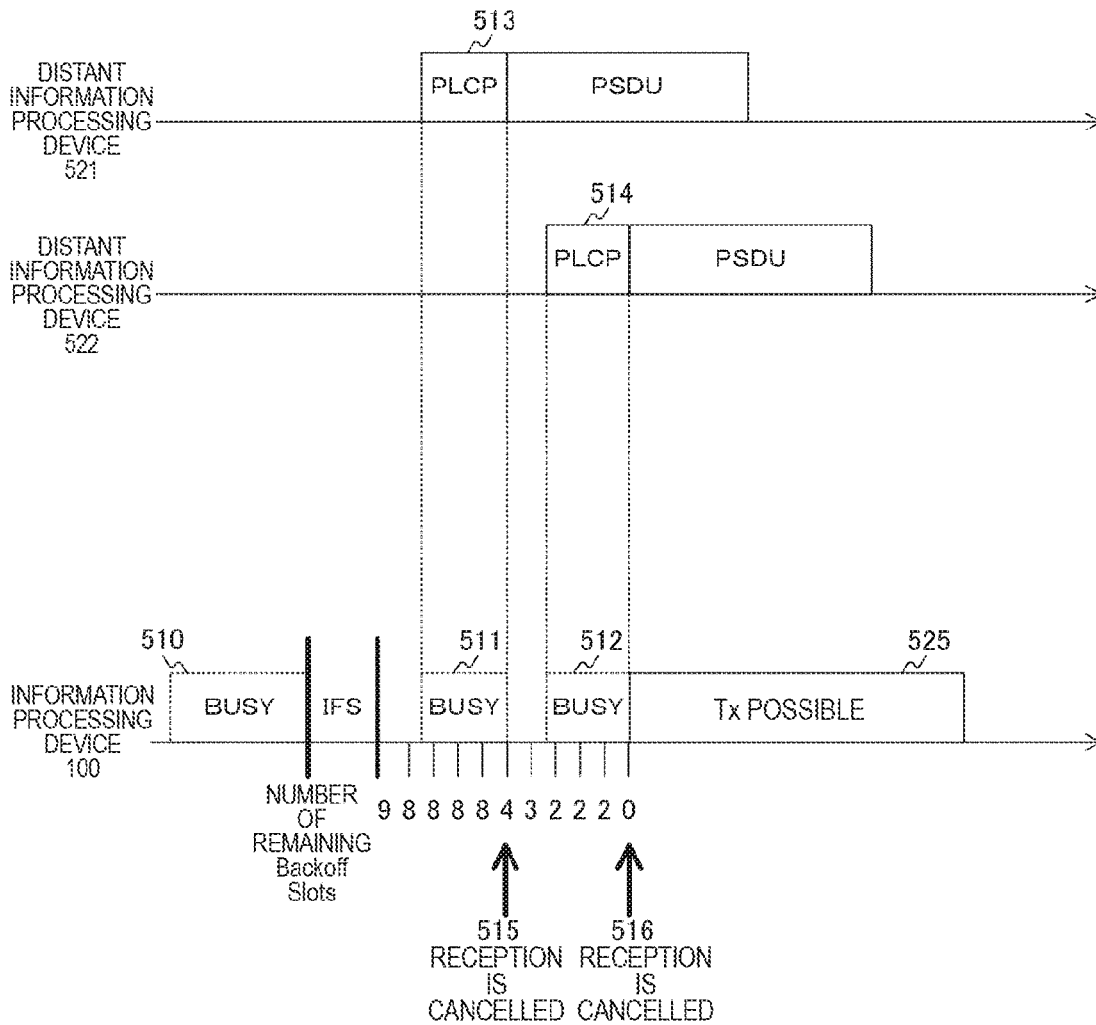 513
DISTANT
INFORMATION
PROCESSING
DEVICE
521
PLCP
PSDU
514
DISTANT
INFORMATION
PROCESSING
DEVICE
522
PLCP
PSDU
510
511
512
525
INFORMATION
PROCESSING
DEVICE
100
BUSY
IFS
BUSY
BUSY
Tx POSSIBLE
NUMBER
OF
REMAINING
Backoff
Slots
9 8 8 8 8 4 3 2 2 2 0
515
RECEPTION
IS
CANCELLED
516
RECEPTION
IS
CANCELLED